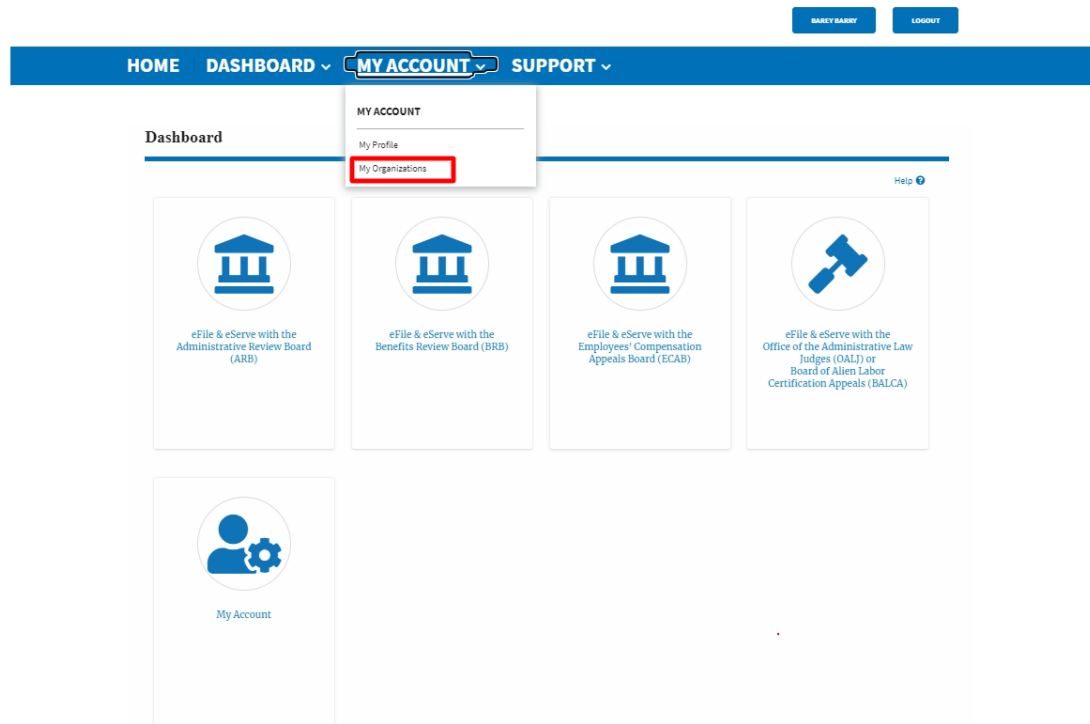 BAREY BARRY LOGOUT
HOME DASHBOARD MY ACCOUNT SUPPORT
MY ACCOUNT
My Profile
My Organizations
Dashboard
Help
eFile & eServe with the
Administrative Review Board
(ARB)
eFile & eServe with the
Benefits Review Board (BRB)
eFile & eServe with the
Employees' Compensation
Appeals Board (ECAB)
eFile & eServe with the
Office of the Administrative Law
Judges (OALJ) or
Board of Alien Labor
Certification Appeals (BALCA)
My Account